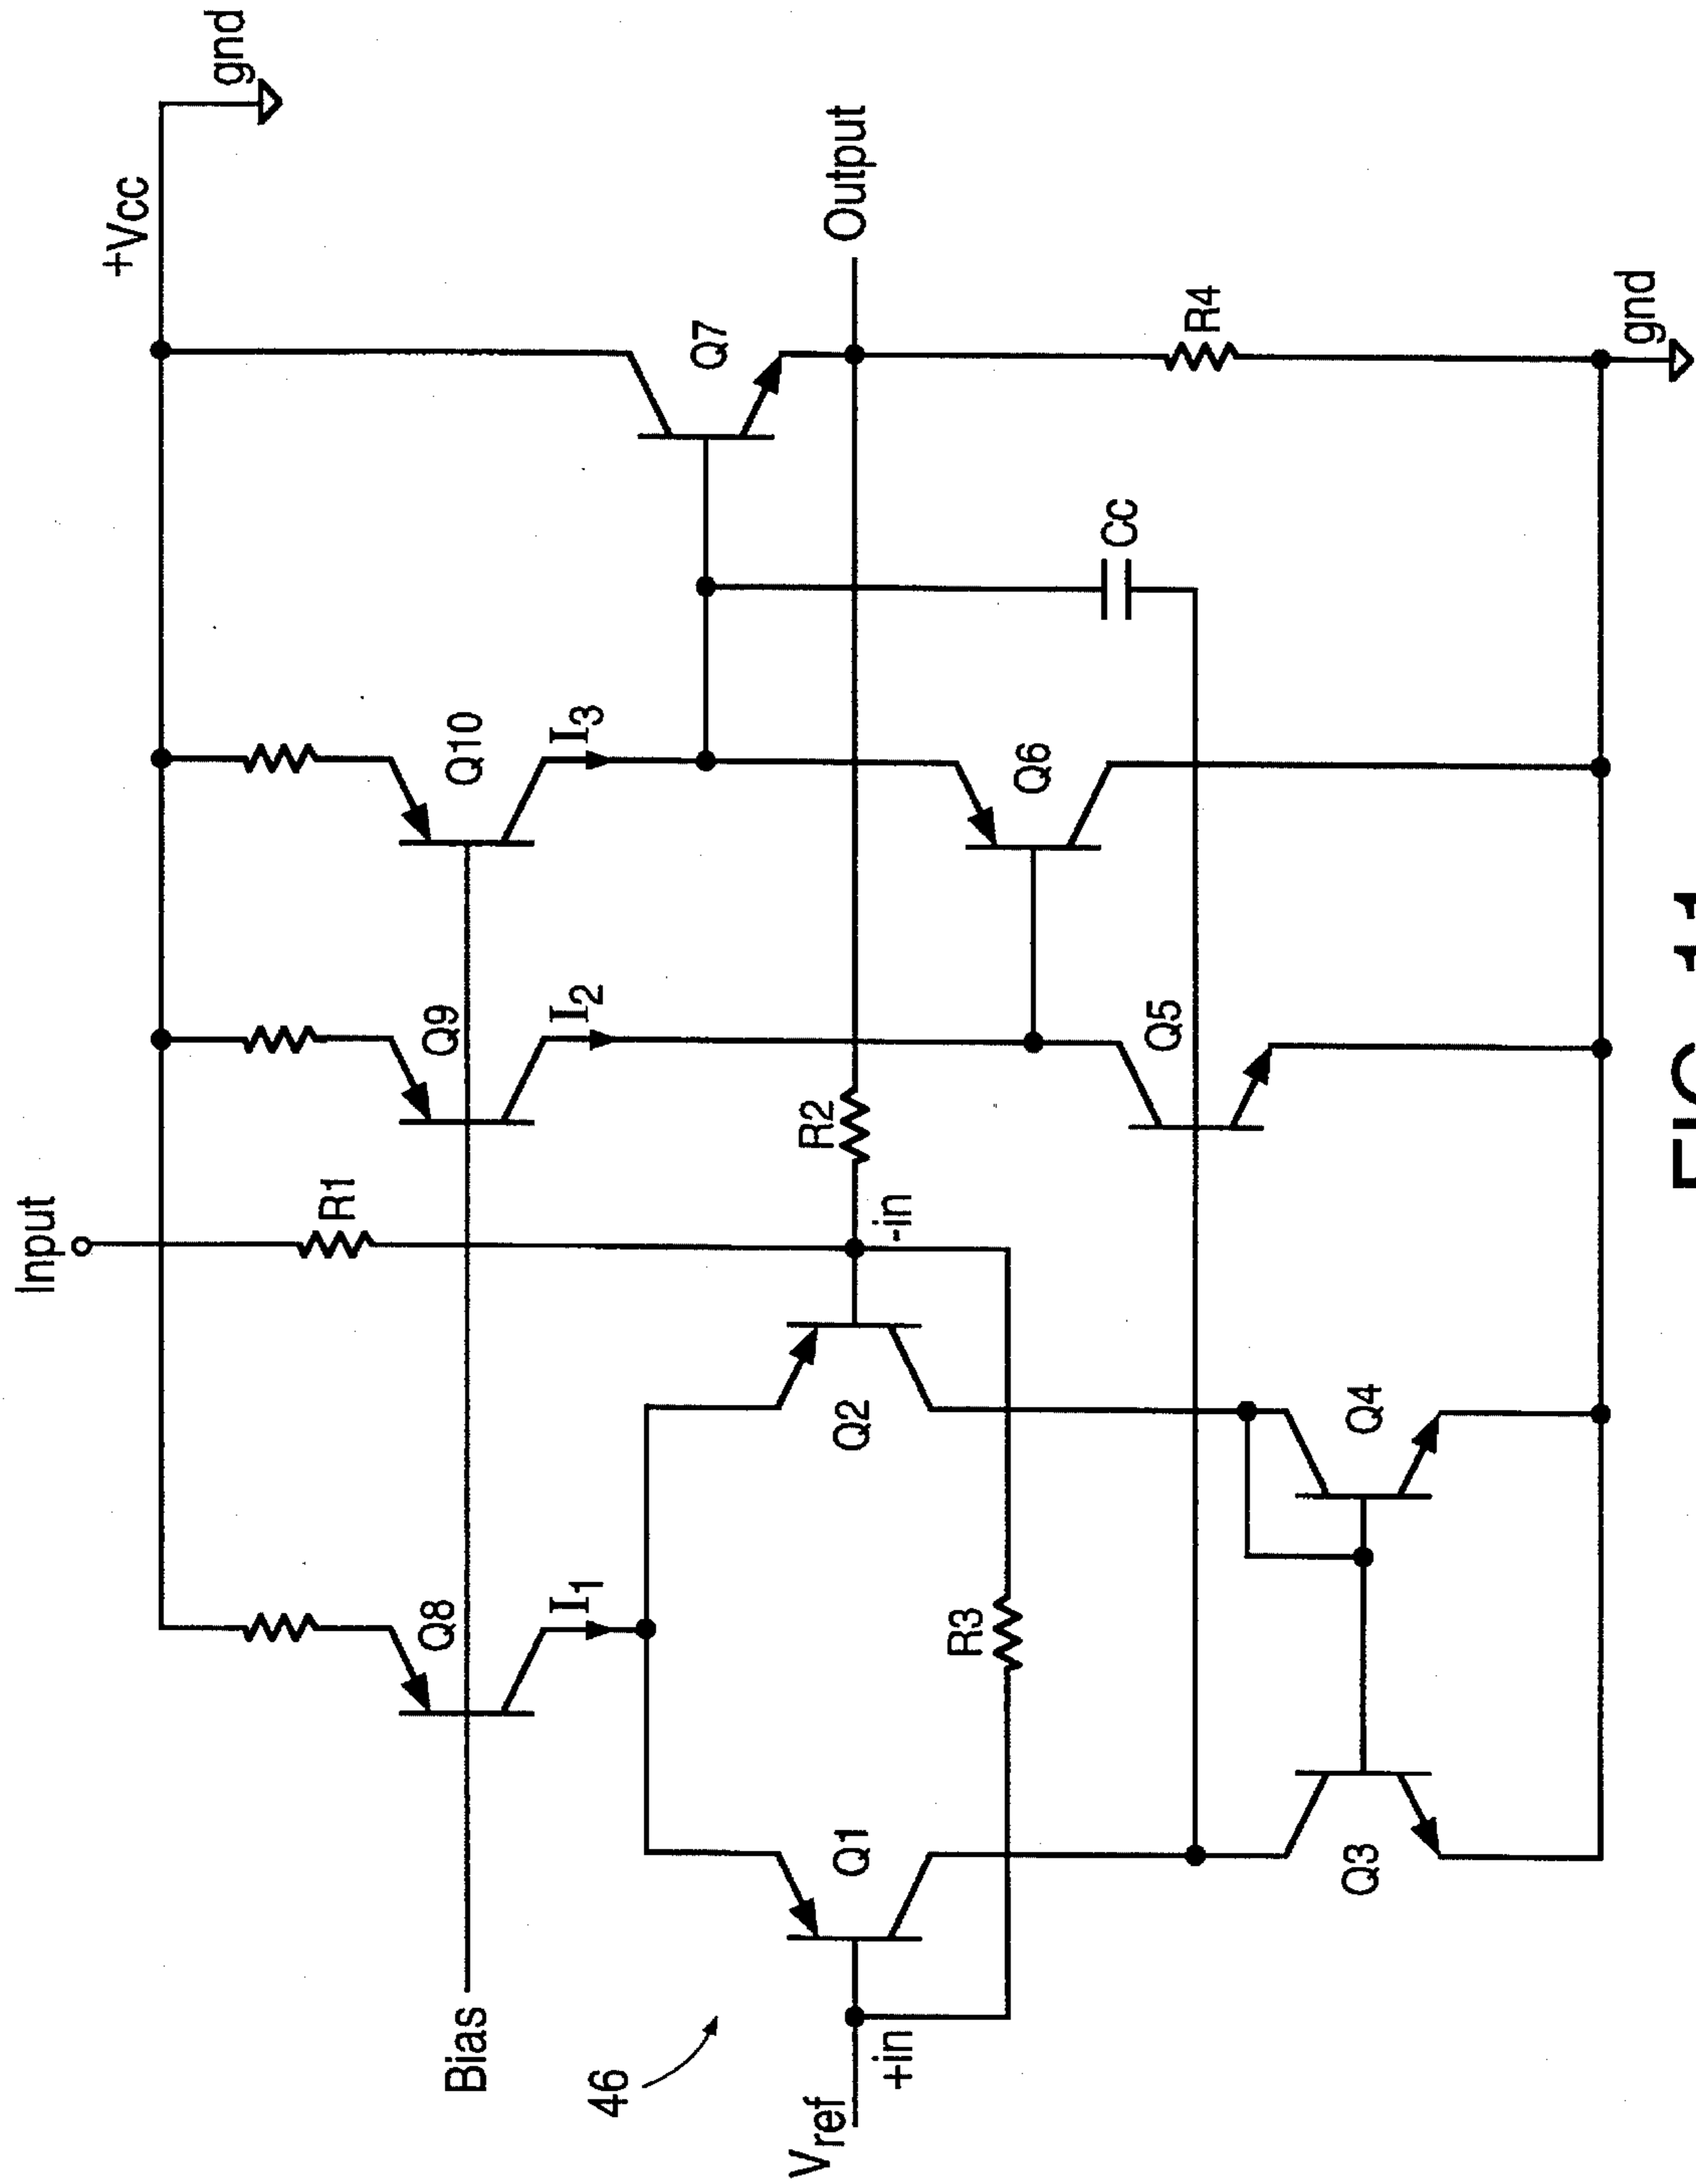 Input
+Vcc
gnd
R1
Q8
Q9
Q10
Bias
I1
I2
I3
Q7
46
Vref
+in
Q1
Q2
-in
R2
Output
R3
Q6
Cc
Q5
R4
Q3
Q4
gnd